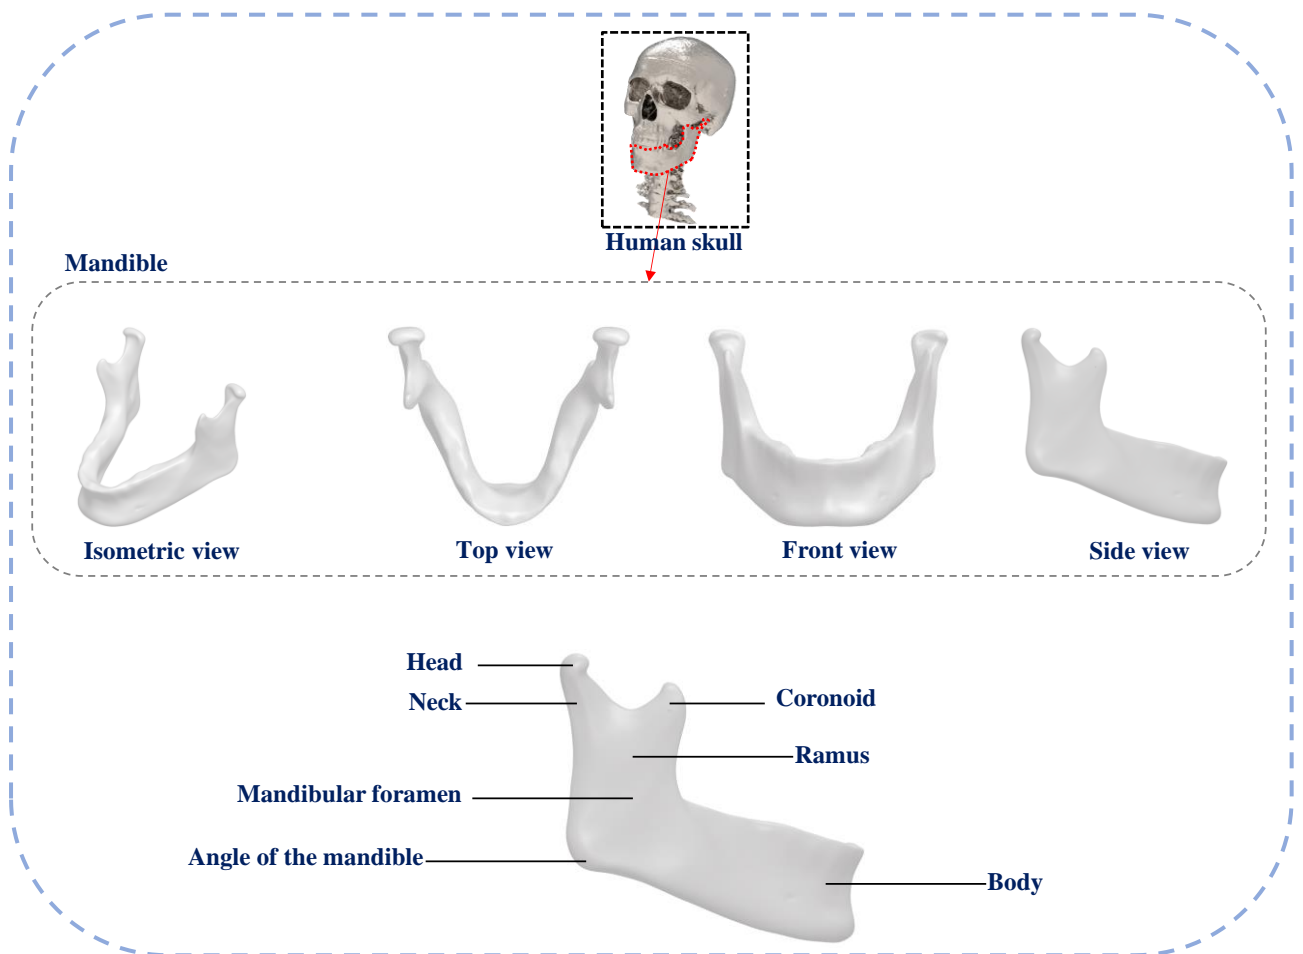 Human skull
Mandible
Isometric view
Top view
Front view
Side view
Head
Neck
Coronoid
Ramus
Mandibular foramen
Angle of the mandible
Body